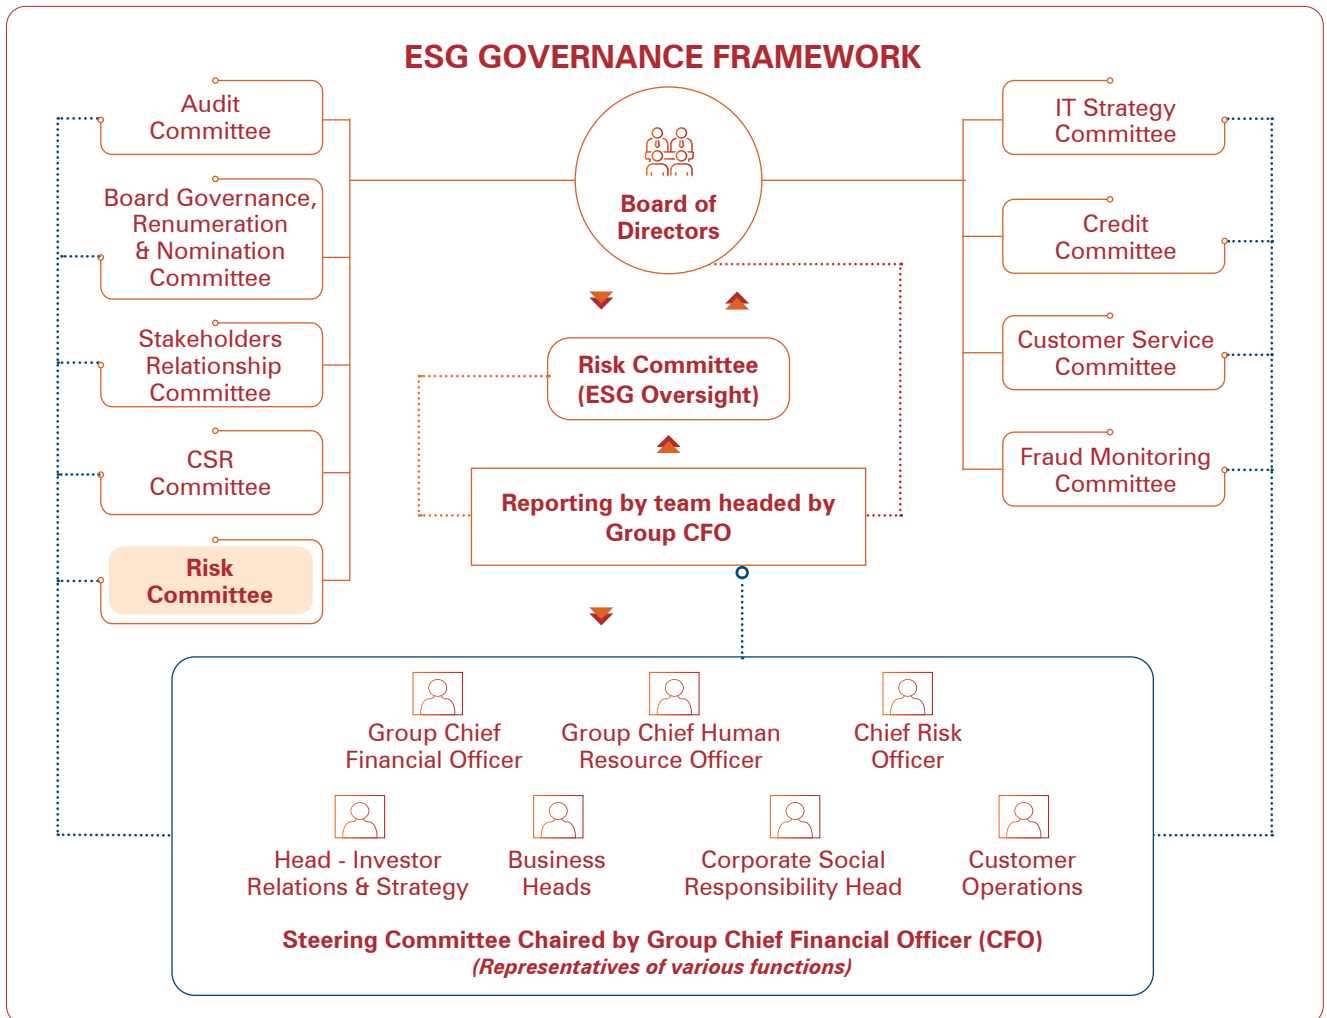 ESG GOVERNANCE FRAMEWORK
Audit
Committee
Board Governance,
Renumeration
& Nomination
Committee
Stakeholders
Relationship
Committee
CSR
Committee
Risk
Committee
Board of
Directors
Risk Committee
(ESG Oversight)
Reporting by team headed by
Group CFO
IT Strategy
Committee
Credit
Committee
Customer Service
Committee
Fraud Monitoring
Committee
Group Chief
Financial Officer
Group Chief Human
Resource Officer
Chief Risk
Officer
Head - Investor
Relations & Strategy
Business
Heads
Corporate Social
Responsibility Head
Customer
Operations
Steering Committee Chaired by Group Chief Financial Officer (CFO)
(Representatives of various functions)